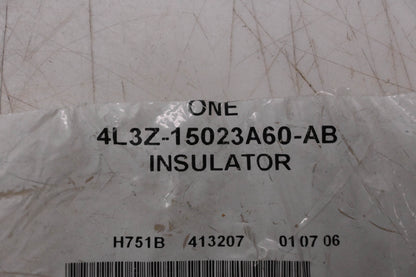 ONE
4L3Z-15023A60-AB
INSULATOR
H751B 413207 01 07 06